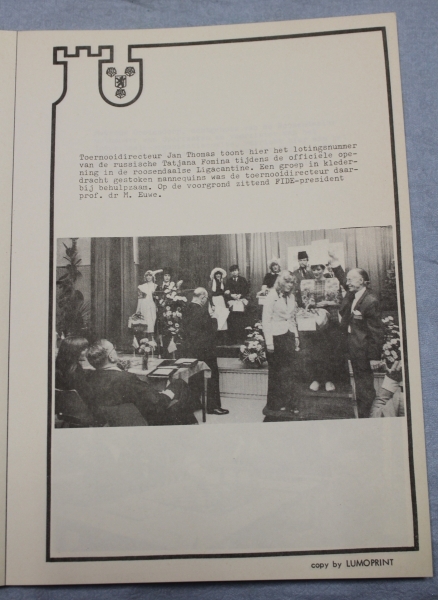 Toernooidirecteur Jan Thomas toont hier het lotingsnummer
van de russische Tatjana Fomina tijdens de officiële ope-
ning in de roosendaalse Ligacantine. Een groep in kleder-
dracht gestoken mannequins was de toernooidirecteur daar-
bij behulpzaam. Op de voorgrond zittend FIDE-president
prof. dr M. Euwe.
copy by LUMOPRINT